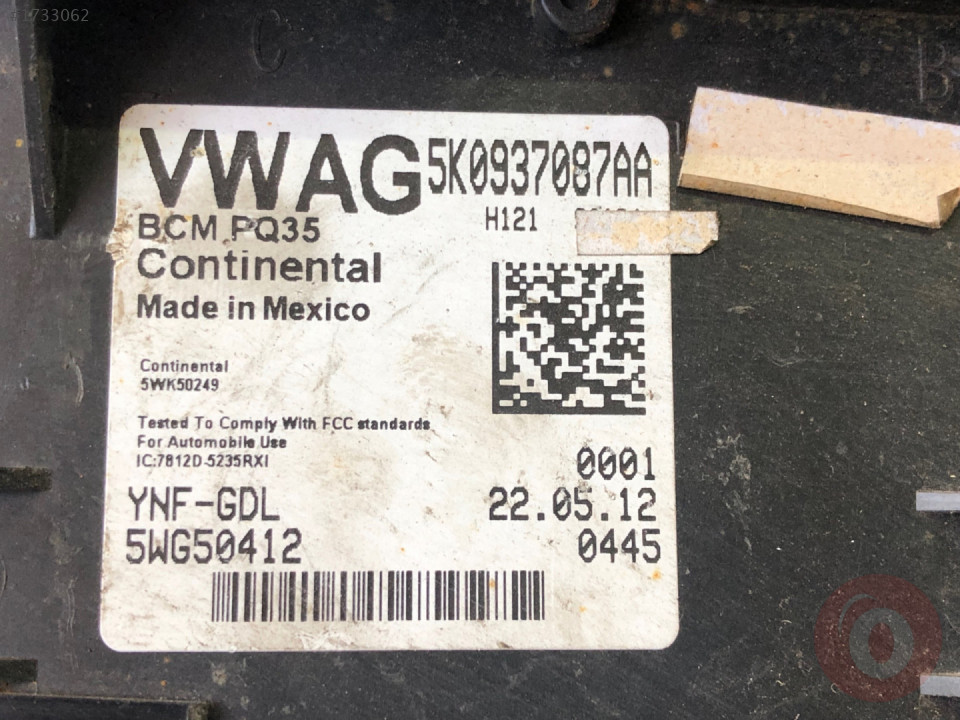 VWAG 5K0937087AA
BCM PQ35 H121
Continental
Made in Mexico
Continental
5WK50249
Tested To Comply With FCC standards
For Automobile Use
IC:7812D-5235RXI
0001
YNF-GDL 22.05.12
5WG50412 0445
C
B